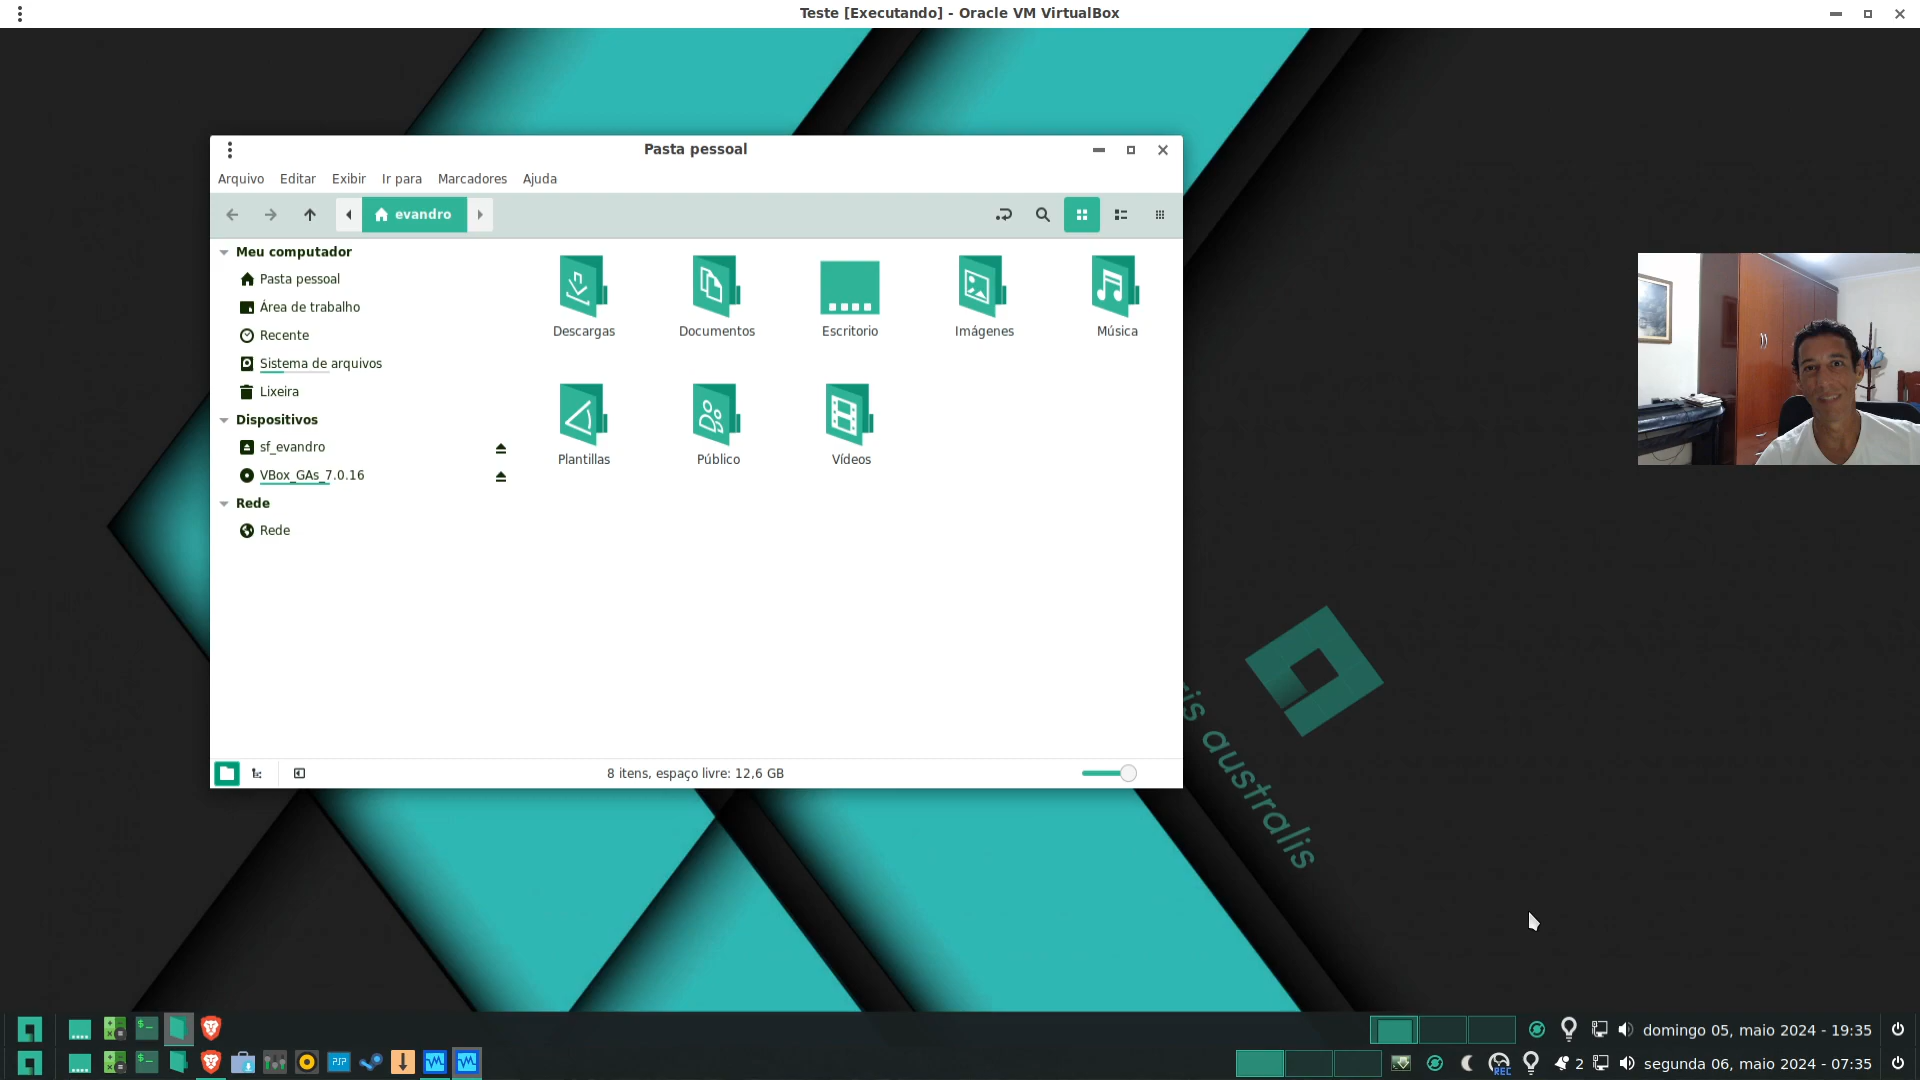 Teste [Executando] - Oracle VM VirtualBox
Pasta pessoal
Arquivo Editar Exibir Ir para Marcadores Ajuda
evandro
Meu computador
Pasta pessoal
Área de trabalho
Recente
Sistema de arquivos
Lixeira
Dispositivos
sf_evandro
VBox_GAs_7.0.16
Rede
Rede
Descargas
Documentos
Escritorio
Imágenes
Música
Plantillas
Público
Vídeos
8 itens, espaço livre: 12,6 GB
is australis
domingo 05, maio 2024 - 19:35
PSP
REC
2
segunda 06, maio 2024 - 07:35